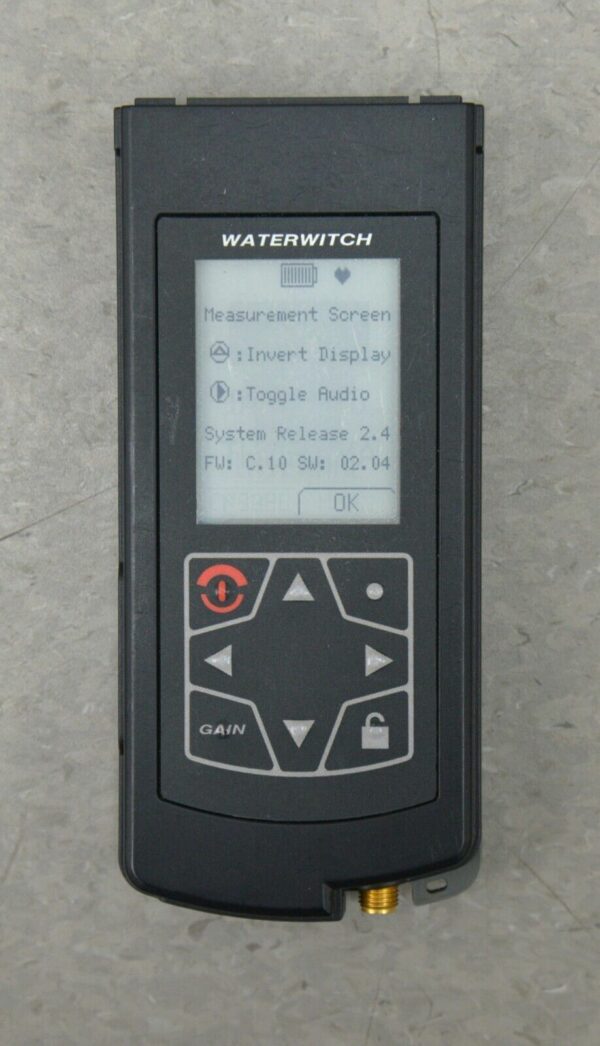 WATERWITCH
Measurement Screen
:Invert Display
:Toggle Audio
System Release 2.4
FW: C.10 SW: 02.04
OK
GAIN